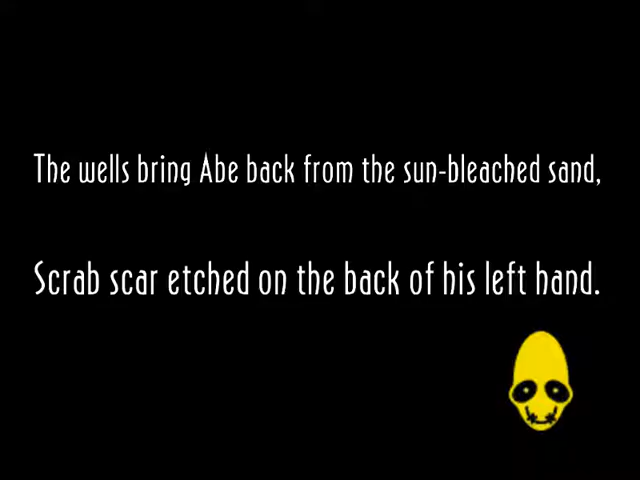 The wells bring Abe back from the sun-bleached sand,
Scrab scar etched on the back of his left hand.